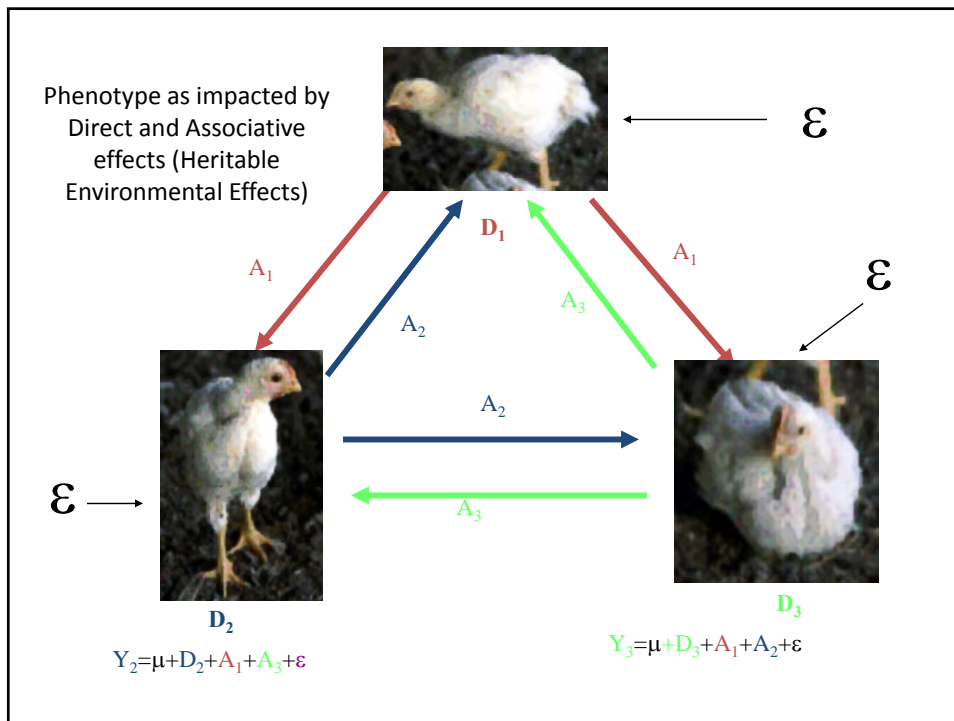 Phenotype as impacted by
Direct and Associative
effects (Heritable
Environmental Effects)
ε
D₁
A₁
A₁
ε
A₃
A₂
A₂
ε
A₃
D₂
D₃
Y₂=μ+D₂+A₁+A₃+ε
Y₃=μ+D₃+A₁+A₂+ε